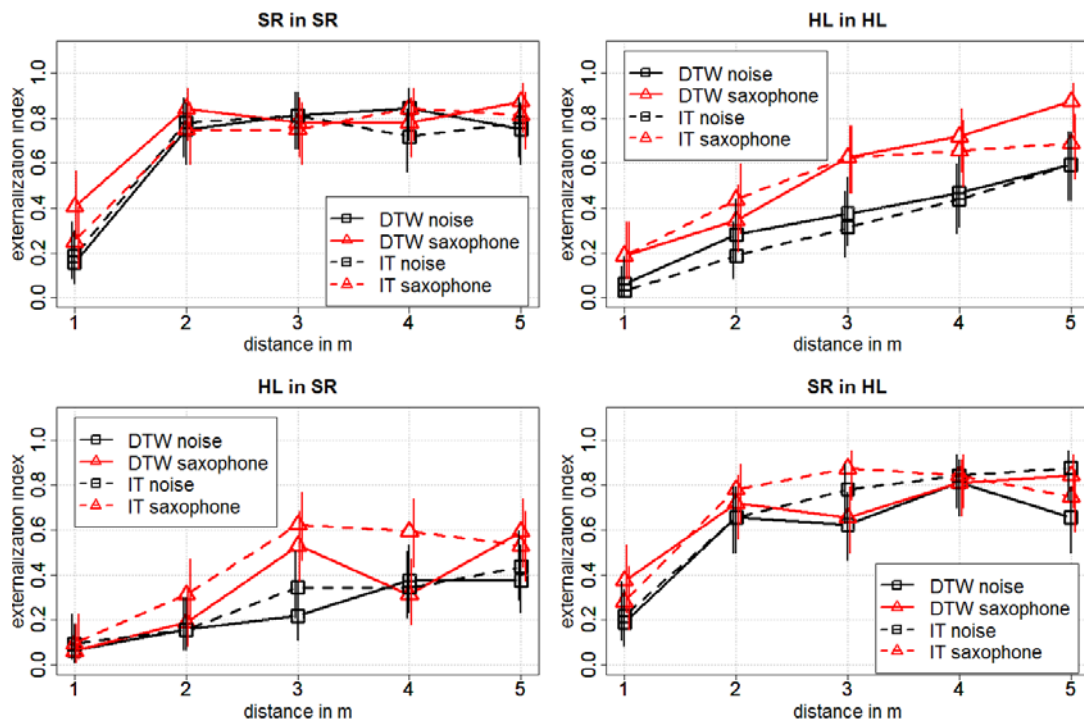 SR in SR
externalization index
1.0
0.8
0.6
0.4
0.2
0.0
DTW noise
DTW saxophone
IT noise
IT saxophone
1 2 3 4 5
distance in m
HL in HL
externalization index
1.0
0.8
0.6
0.4
0.2
0.0
DTW noise
DTW saxophone
IT noise
IT saxophone
1 2 3 4 5
distance in m
HL in SR
externalization index
1.0
0.8
0.6
0.4
0.2
0.0
DTW noise
DTW saxophone
IT noise
IT saxophone
1 2 3 4 5
distance in m
SR in HL
externalization index
1.0
0.8
0.6
0.4
0.2
0.0
DTW noise
DTW saxophone
IT noise
IT saxophone
1 2 3 4 5
distance in m